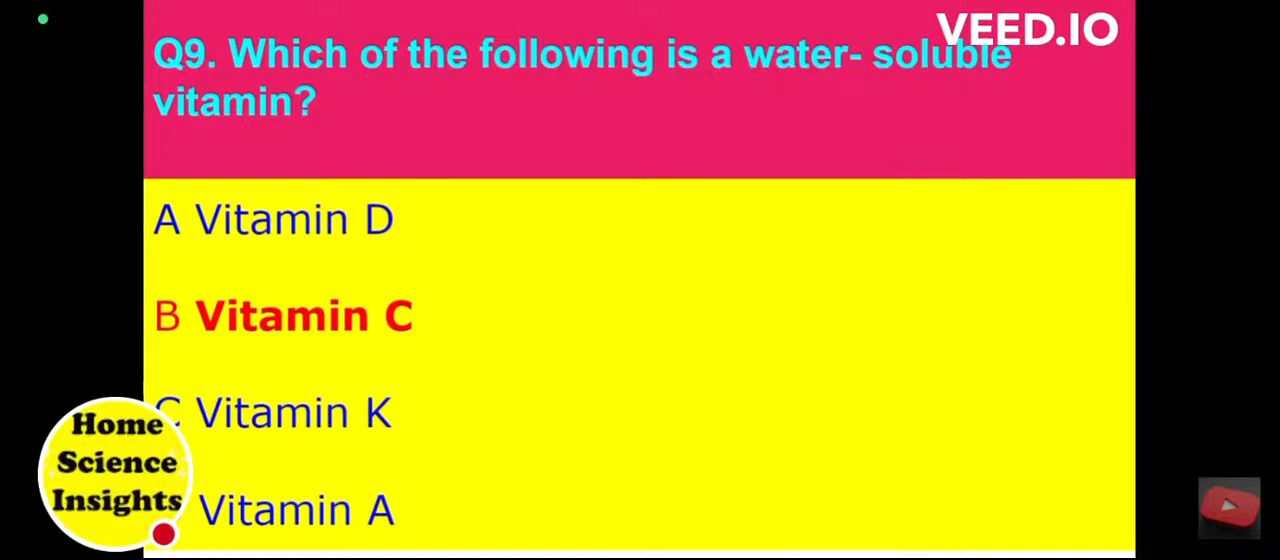 VEED.IO
Q9. Which of the following is a water- soluble
vitamin?
A Vitamin D
B Vitamin C
C Vitamin K
Vitamin A
Home
Science
Insights